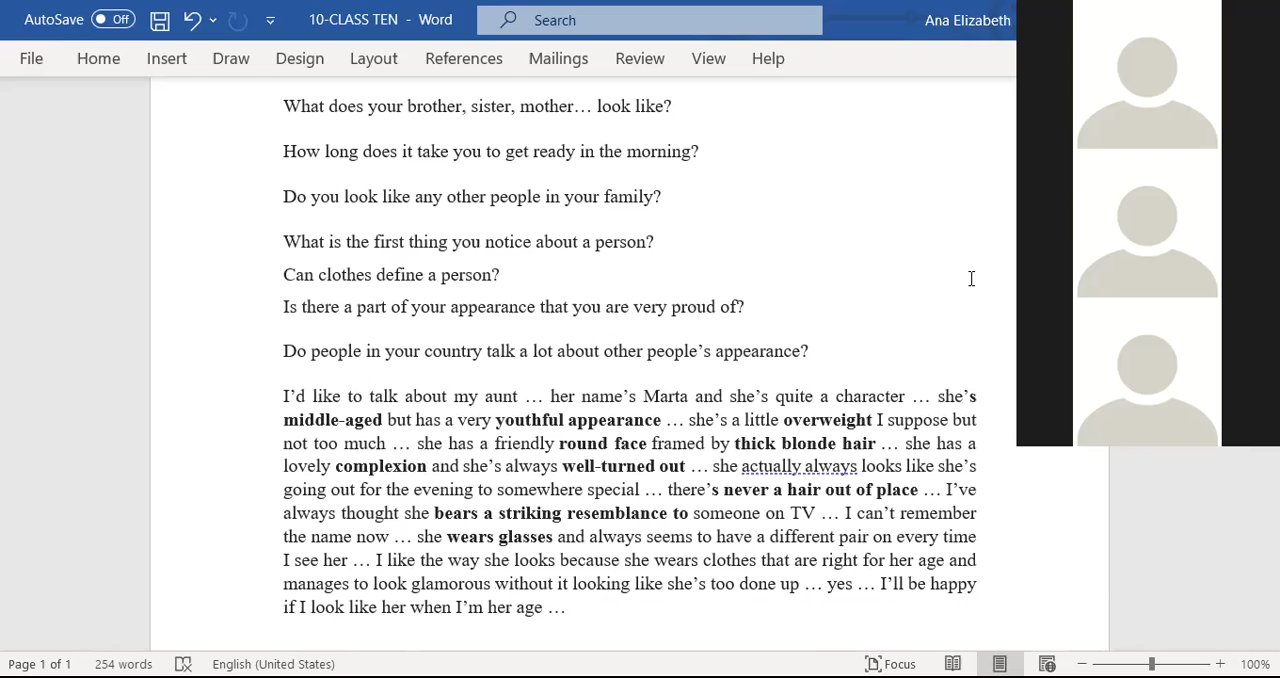 AutoSave Off 10-CLASS TEN - Word Search Ana Elizabeth
File Home Insert Draw Design Layout References Mailings Review View Help
What does your brother, sister, mother… look like?
How long does it take you to get ready in the morning?
Do you look like any other people in your family?
What is the first thing you notice about a person?
Can clothes define a person?
Is there a part of your appearance that you are very proud of?
Do people in your country talk a lot about other people’s appearance?
I’d like to talk about my aunt … her name’s Marta and she’s quite a character … she’s
middle-aged but has a very youthful appearance … she’s a little overweight I suppose but
not too much … she has a friendly round face framed by thick blonde hair … she has a
lovely complexion and she’s always well-turned out … she actually always looks like she’s
going out for the evening to somewhere special … there’s never a hair out of place … I’ve
always thought she bears a striking resemblance to someone on TV … I can’t remember
the name now … she wears glasses and always seems to have a different pair on every time
I see her … I like the way she looks because she wears clothes that are right for her age and
manages to look glamorous without it looking like she’s too done up … yes … I’ll be happy
if I look like her when I’m her age …
Page 1 of 1 254 words English (United States) Focus 100%